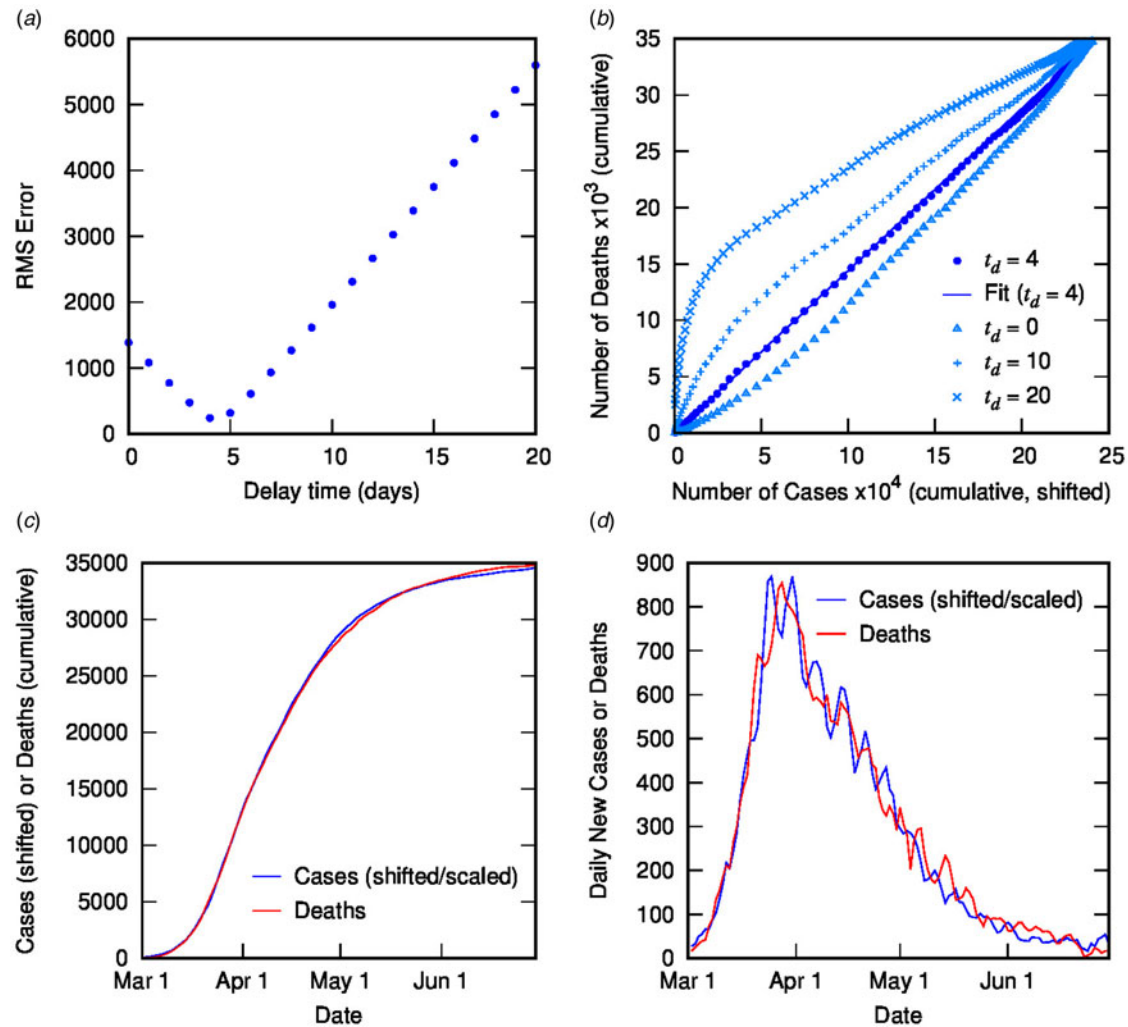 (a)
6000
5000
4000
3000
2000
1000
0
RMS Error
0 5 10 15 20
Delay time (days)
(b)
35
30
25
20
15
10
5
0
Number of Deaths x10³ (cumulative)
t_d = 4
Fit (t_d = 4)
t_d = 0
t_d = 10
t_d = 20
0 5 10 15 20 25
Number of Cases x10⁴ (cumulative, shifted)
(c)
35000
30000
25000
20000
15000
10000
5000
0
Cases (shifted) or Deaths (cumulative)
Cases (shifted/scaled)
Deaths
Mar 1 Apr 1 May 1 Jun 1
Date
(d)
900
800
700
600
500
400
300
200
100
0
Daily New Cases or Deaths
Cases (shifted/scaled)
Deaths
Mar 1 Apr 1 May 1 Jun 1
Date